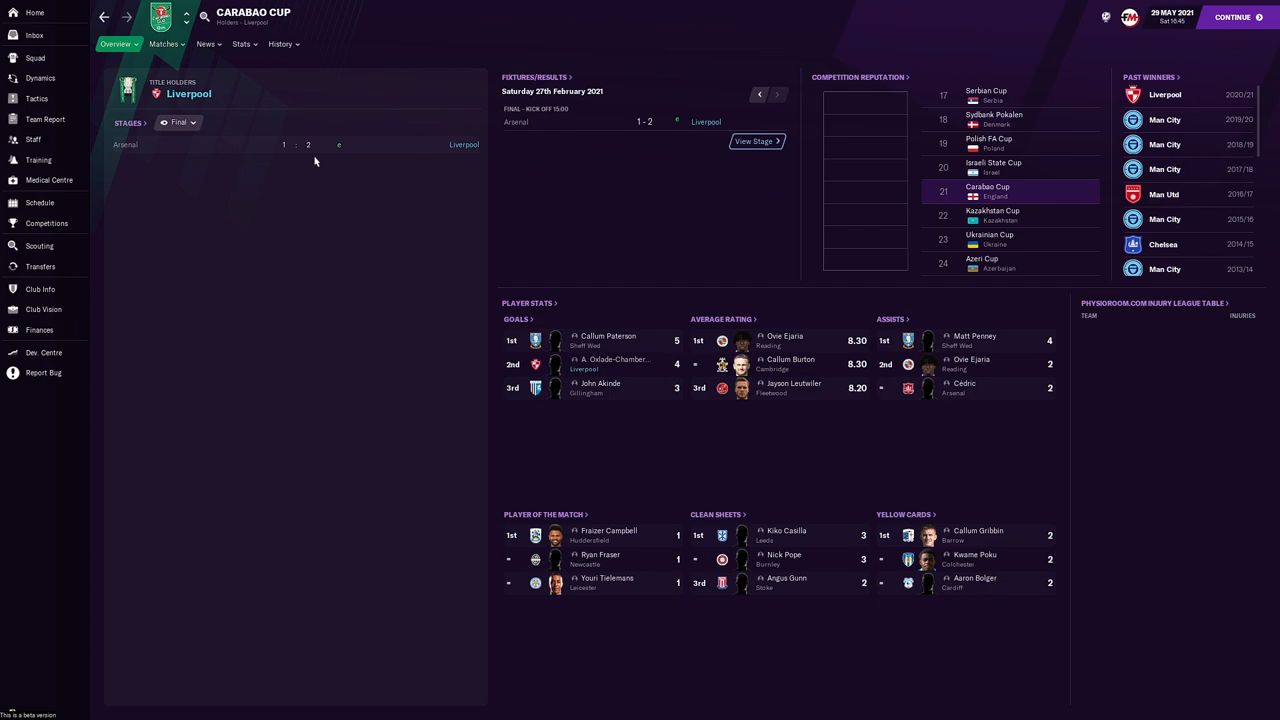 Home
Inbox
Squad
Dynamics
Tactics
Team Report
Staff
Training
Medical Centre
Schedule
Competitions
Scouting
Transfers
Club Info
Club Vision
Finances
Dev. Centre
Report Bug
This is a beta version
CARABAO CUP
Holders - Liverpool
FM
29 MAY 2021
Sat 16:45
CONTINUE
Overview
Matches
News
Stats
History
TITLE HOLDERS
Liverpool
STAGES
Final
Arsenal 1 : 2 e Liverpool
FIXTURES/RESULTS
Saturday 27th February 2021
FINAL - KICK OFF 15:00
Arsenal 1 - 2 e Liverpool
View Stage
COMPETITION REPUTATION
17 Serbian Cup
Serbia
18 Sydbank Pokalen
Denmark
19 Polish FA Cup
Poland
20 Israeli State Cup
Israel
21 Carabao Cup
England
22 Kazakhstan Cup
Kazakhstan
23 Ukrainian Cup
Ukraine
24 Azeri Cup
Azerbaijan
PAST WINNERS
Liverpool 2020/21
Man City 2019/20
Man City 2018/19
Man City 2017/18
Man Utd 2016/17
Man City 2015/16
Chelsea 2014/15
Man City 2013/14
PLAYER STATS
GOALS
1st Callum Paterson 5
Sheff Wed
2nd A. Oxlade-Chamber... 4
Liverpool
3rd John Akinde 3
Gillingham
AVERAGE RATING
1st Ovie Ejaria 8.30
Reading
= Callum Burton 8.30
Cambridge
3rd Jayson Leutwiler 8.20
Fleetwood
ASSISTS
1st Matt Penney 4
Sheff Wed
2nd Ovie Ejaria 2
Reading
= Cédric 2
Arsenal
PLAYER OF THE MATCH
1st Fraizer Campbell 1
Huddersfield
= Ryan Fraser 1
Newcastle
= Youri Tielemans 1
Leicester
CLEAN SHEETS
1st Kiko Casilla 3
Leeds
= Nick Pope 3
Burnley
3rd Angus Gunn 2
Stoke
YELLOW CARDS
1st Callum Gribbin 2
Barrow
= Kwame Poku 2
Colchester
= Aaron Bolger 2
Cardiff
PHYSIOROOM.COM INJURY LEAGUE TABLE
TEAM INJURIES